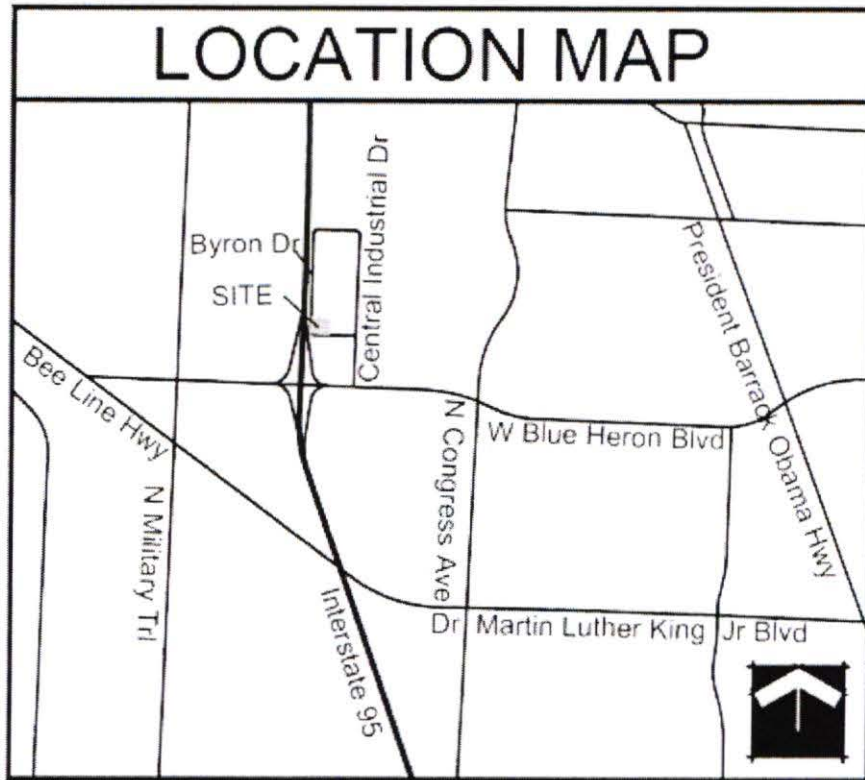 LOCATION MAP
Byron Dr
SITE
Central Industrial Dr
President Barrack Obama Hwy
Bee Line Hwy
N Military Trl
N Congress Ave
W Blue Heron Blvd
Interstate 95
Dr Martin Luther King Jr Blvd